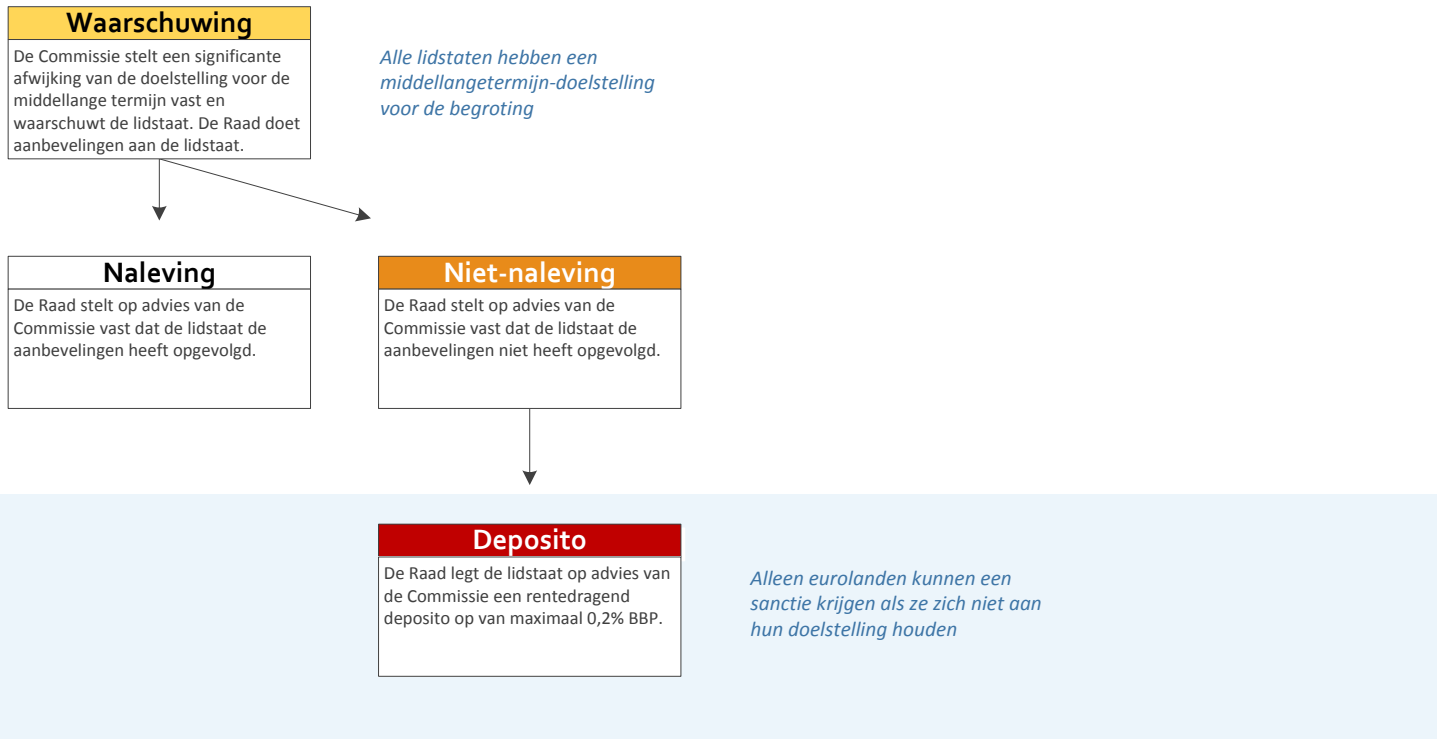 Waarschuwing
De Commissie stelt een significante
afwijking van de doelstelling voor de
middellange termijn vast en
waarschuwt de lidstaat. De Raad doet
aanbevelingen aan de lidstaat.
Alle lidstaten hebben een
middellangetermijn-doelstelling
voor de begroting
Naleving
De Raad stelt op advies van de
Commissie vast dat de lidstaat de
aanbevelingen heeft opgevolgd.
Niet-naleving
De Raad stelt op advies van de
Commissie vast dat de lidstaat de
aanbevelingen niet heeft opgevolgd.
Deposito
De Raad legt de lidstaat op advies van
de Commissie een rentedragend
deposito op van maximaal 0,2% BBP.
Alleen eurolanden kunnen een
sanctie krijgen als ze zich niet aan
hun doelstelling houden